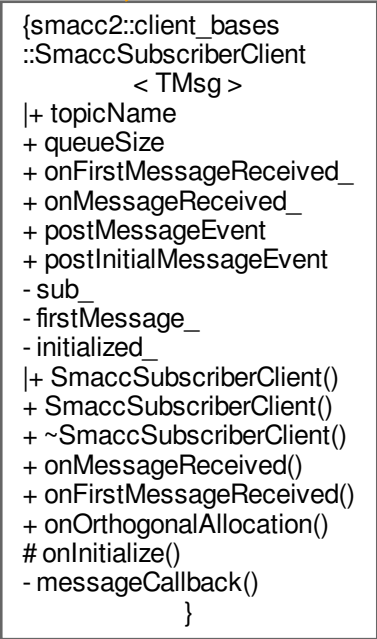 {smacc2::client_bases
::SmaccSubscriberClient
< TMsg >
|+ topicName
+ queueSize
+ onFirstMessageReceived_
+ onMessageReceived_
+ postMessageEvent
+ postInitialMessageEvent
- sub_
- firstMessage_
- initialized_
|+ SmaccSubscriberClient()
+ SmaccSubscriberClient()
+ ~SmaccSubscriberClient()
+ onMessageReceived()
+ onFirstMessageReceived()
+ onOrthogonalAllocation()
# onInitialize()
- messageCallback()
}